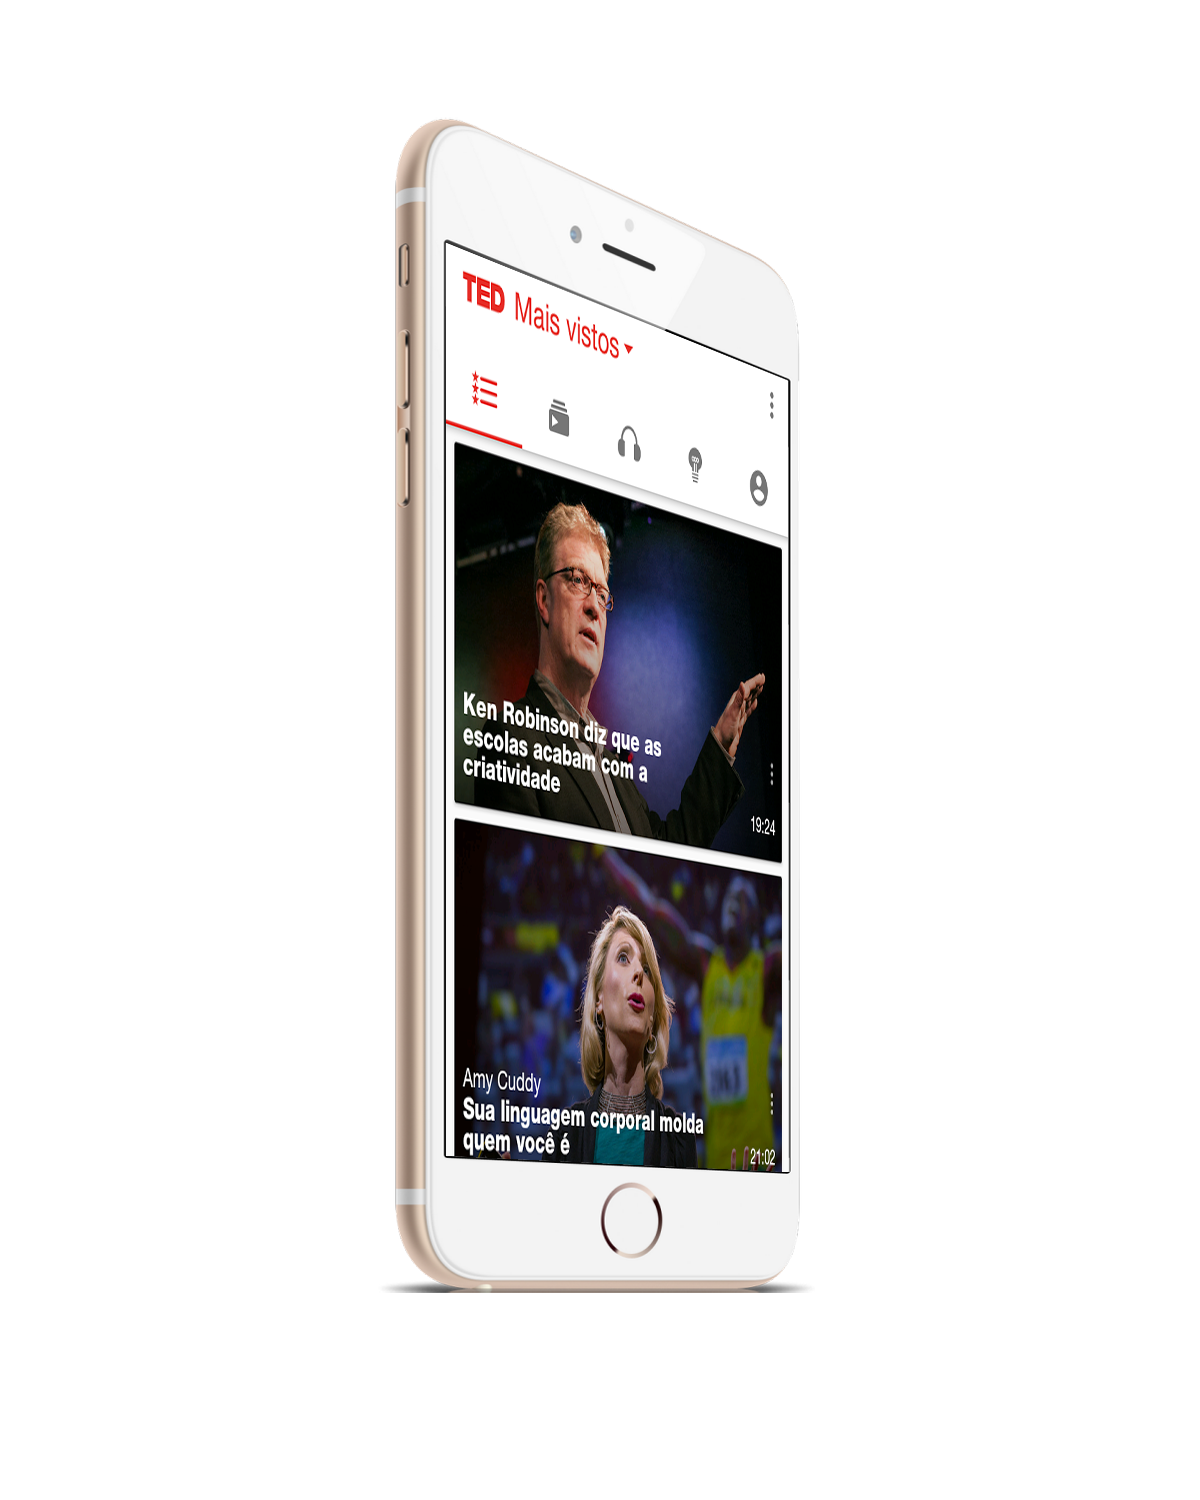 TED Mais vistos
Ken Robinson diz que as
escolas acabam com a
criatividade
19:24
Amy Cuddy
Sua linguagem corporal molda
quem você é
21:02